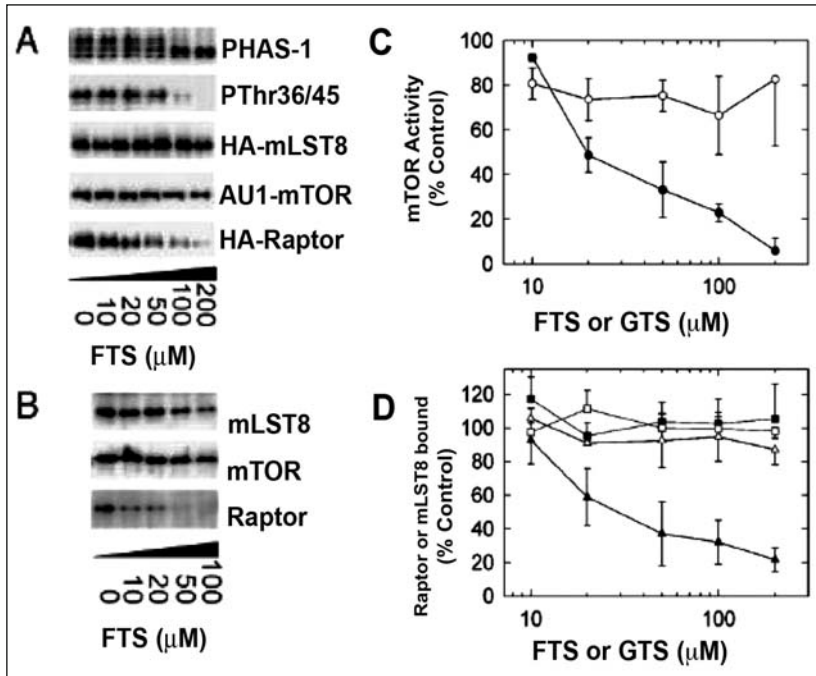 A
PHAS-1
PThr36/45
HA-mLST8
AU1-mTOR
HA-Raptor
0 10 20 50 100 200
FTS (μM)
B
mLST8
mTOR
Raptor
0 10 20 50 100
FTS (μM)
C
mTOR Activity
(% Control)
100
80
60
40
20
0
10 100
FTS or GTS (μM)
D
Raptor or mLST8 bound
(% Control)
120
100
80
60
40
20
0
10 100
FTS or GTS (μM)